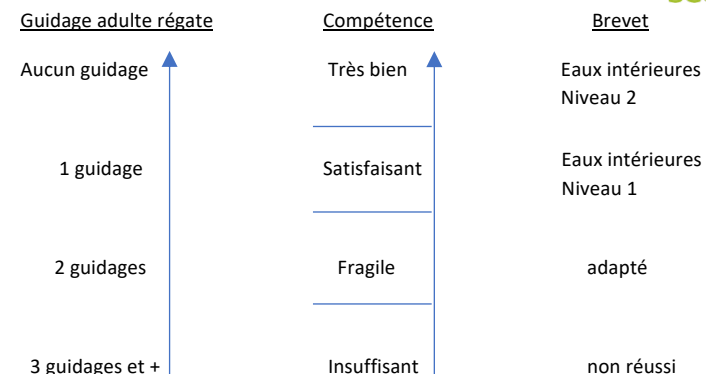 Guidage adulte régate Compétence Brevet
Aucun guidage Très bien Eaux intérieures
Niveau 2
1 guidage Satisfaisant Eaux intérieures
Niveau 1
2 guidages Fragile adapté
3 guidages et + Insuffisant non réussi